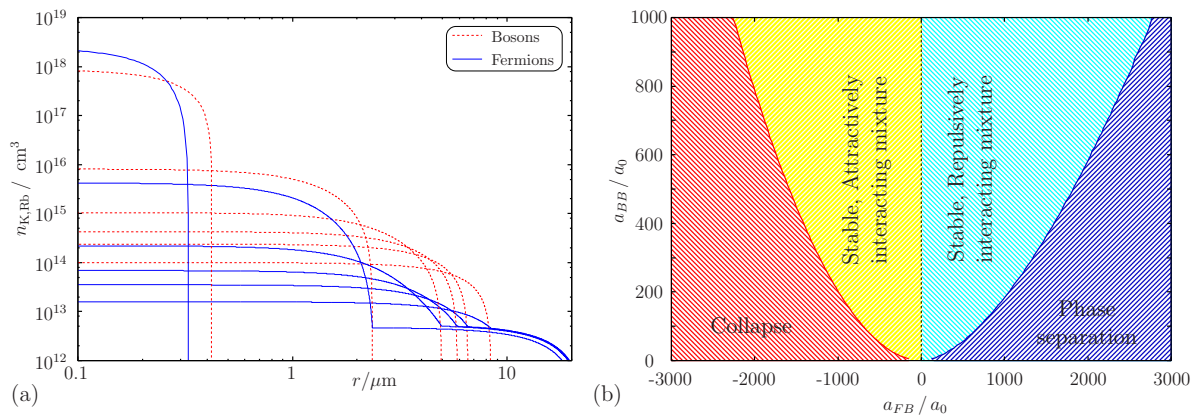 10^19
10^18
10^17
10^16
10^15
10^14
10^13
10^12
n_K,Rb / cm^3
Bosons
Fermions
0.1
1
10
r/μm
(a)
1000
800
600
400
200
0
a_BB / a_0
Stable, Attractively
interacting mixture
Stable, Repulsively
interacting mixture
Collapse
Phase
separation
-3000
-2000
-1000
0
1000
2000
3000
a_FB / a_0
(b)